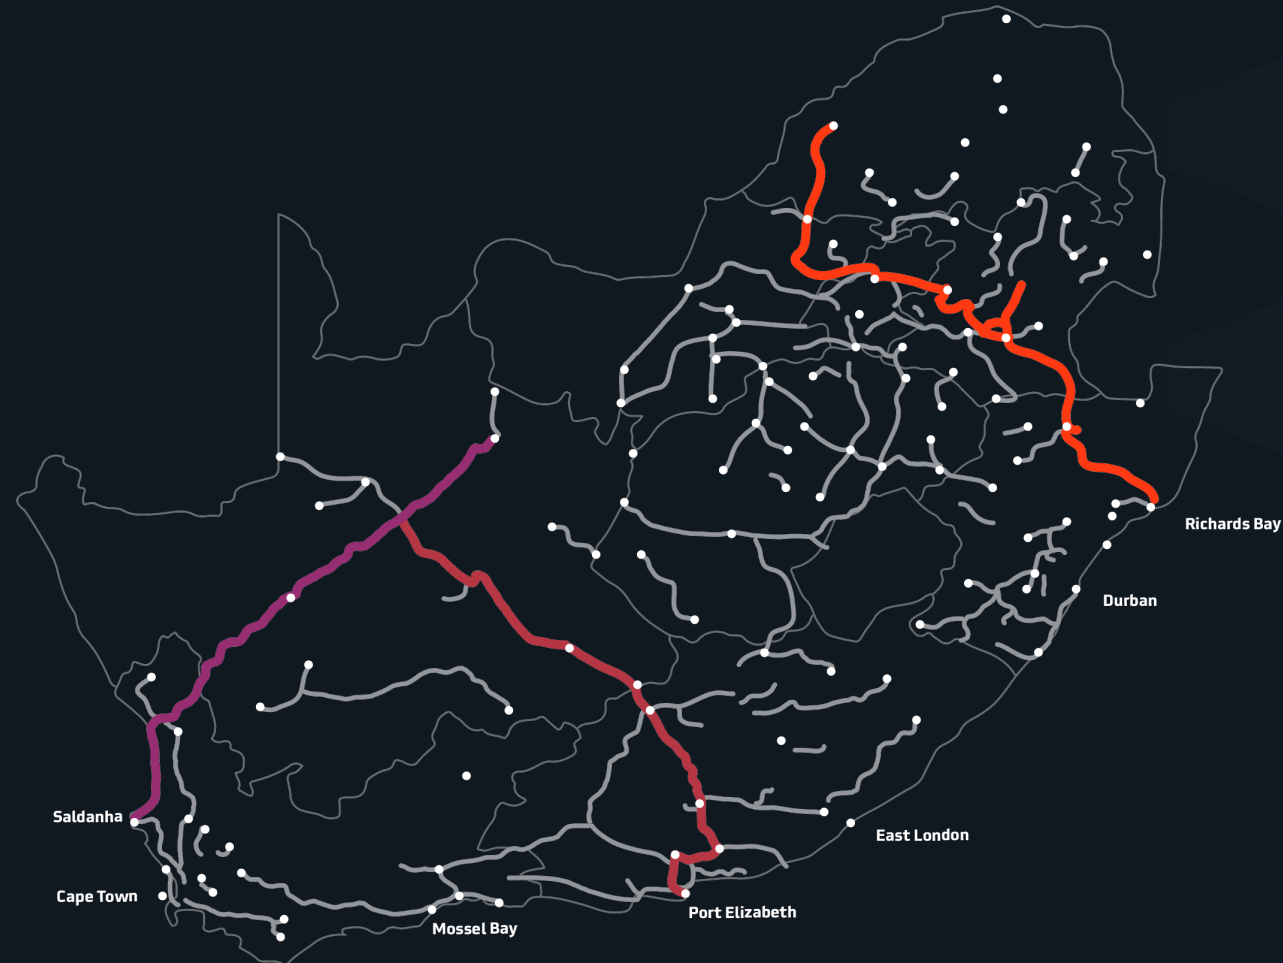 Richards Bay
Durban
Saldanha
East London
Cape Town
Port Elizabeth
Mossel Bay